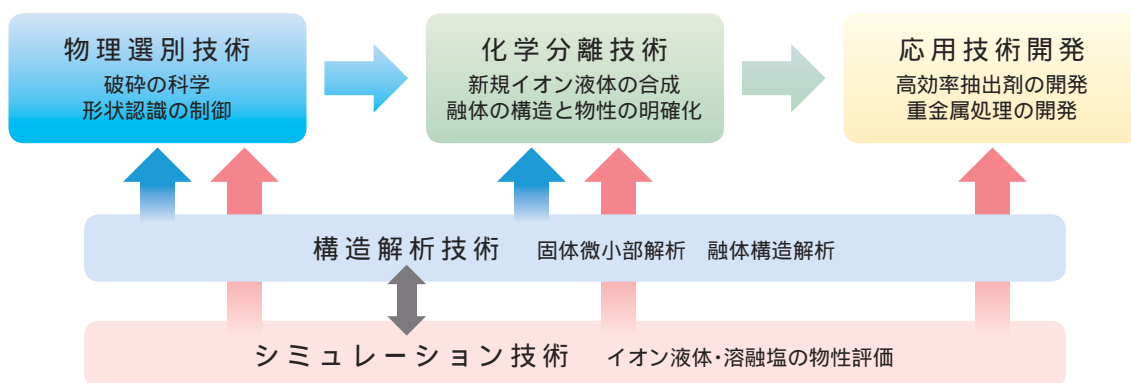 物理選別技術
破砕の科学
形状認識の制御
化学分離技術
新規イオン液体の合成
融体の構造と物性の明確化
応用技術開発
高効率抽出剤の開発
重金属処理の開発
構造解析技術 固体微小部解析 融体構造解析
シミュレーション技術 イオン液体・溶融塩の物性評価